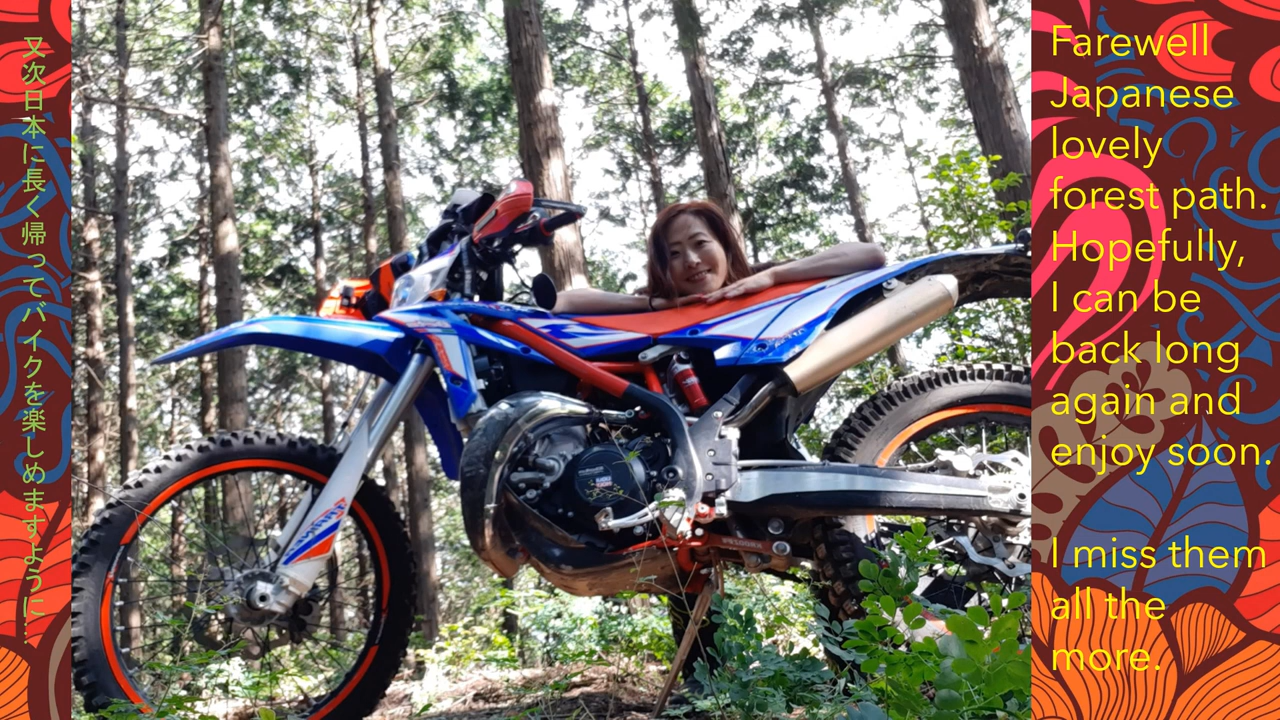 又次日本に長く帰ってバイクを楽しめますように...
Farewell
Japanese
lovely
forest path.
Hopefully,
I can be
back long
again and
enjoy soon.
I miss them
all the
more.